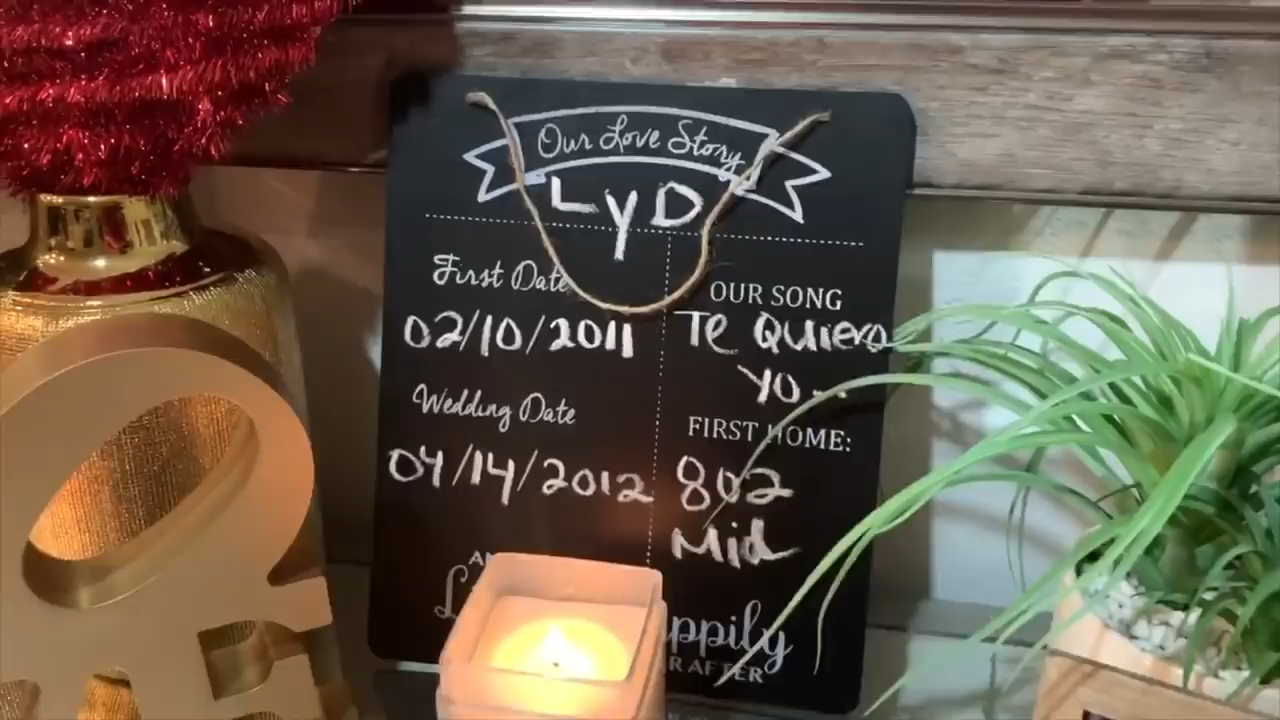 Our Love Story
LyD
First Date
02/10/2011
Wedding Date
04/14/2012
OUR SONG
Te Quiero
yo...
FIRST HOME:
802
Mid
AFTER